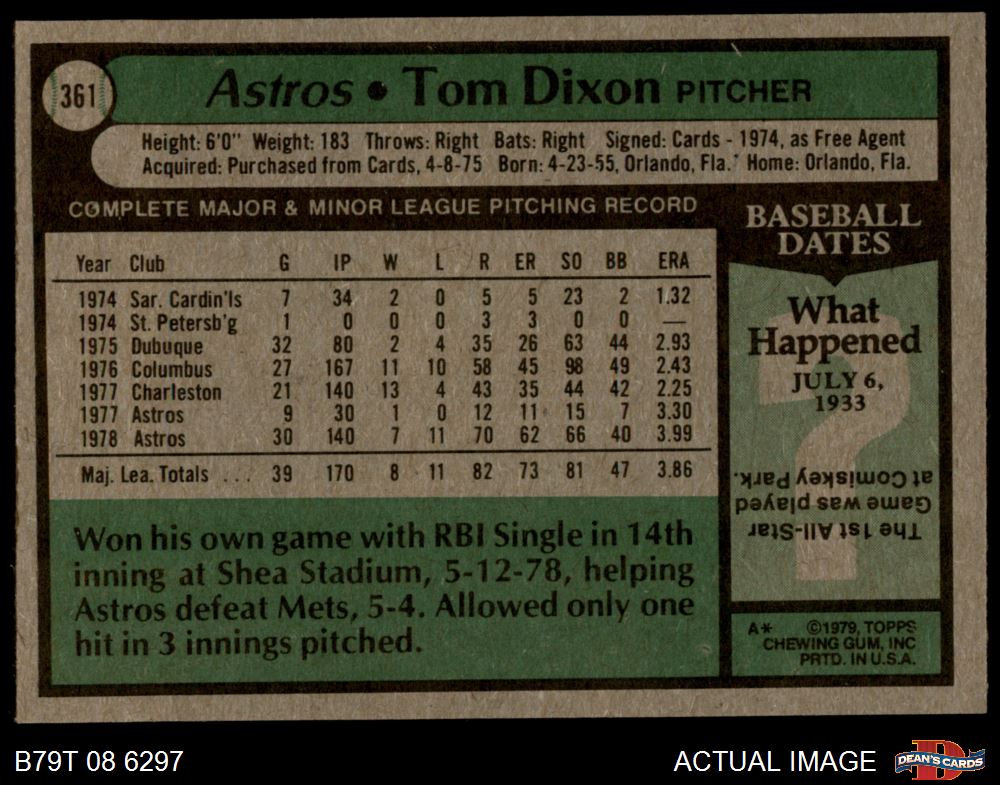 361
Astros • Tom Dixon PITCHER
Height: 6'0" Weight: 183 Throws: Right Bats: Right Signed: Cards - 1974, as Free Agent
Acquired: Purchased from Cards, 4-8-75 Born: 4-23-55, Orlando, Fla. Home: Orlando, Fla.
COMPLETE MAJOR & MINOR LEAGUE PITCHING RECORD
Year Club G IP W L R ER SO BB ERA
1974 Sar. Cardin'ls 7 34 2 0 5 5 23 2 1.32
1974 St. Petersb'g 1 0 0 0 3 3 0 0 —
1975 Dubuque 32 80 2 4 35 26 63 44 2.93
1976 Columbus 27 167 11 10 58 45 98 49 2.43
1977 Charleston 21 140 13 4 43 35 44 42 2.25
1977 Astros 9 30 1 0 12 11 15 7 3.30
1978 Astros 30 140 7 11 70 62 66 40 3.99
Maj. Lea. Totals ... 39 170 8 11 82 73 81 47 3.86
Won his own game with RBI Single in 14th
inning at Shea Stadium, 5-12-78, helping
Astros defeat Mets, 5-4. Allowed only one
hit in 3 innings pitched.
BASEBALL
DATES
What
Happened
JULY 6,
1933
?
The 1st All-Star
Game was played
at Comiskey Park.
A* ©1979, TOPPS
CHEWING GUM, INC
PRTD. IN U.S.A.
B79T 08 6297
ACTUAL IMAGE
D
DEAN'S CARDS